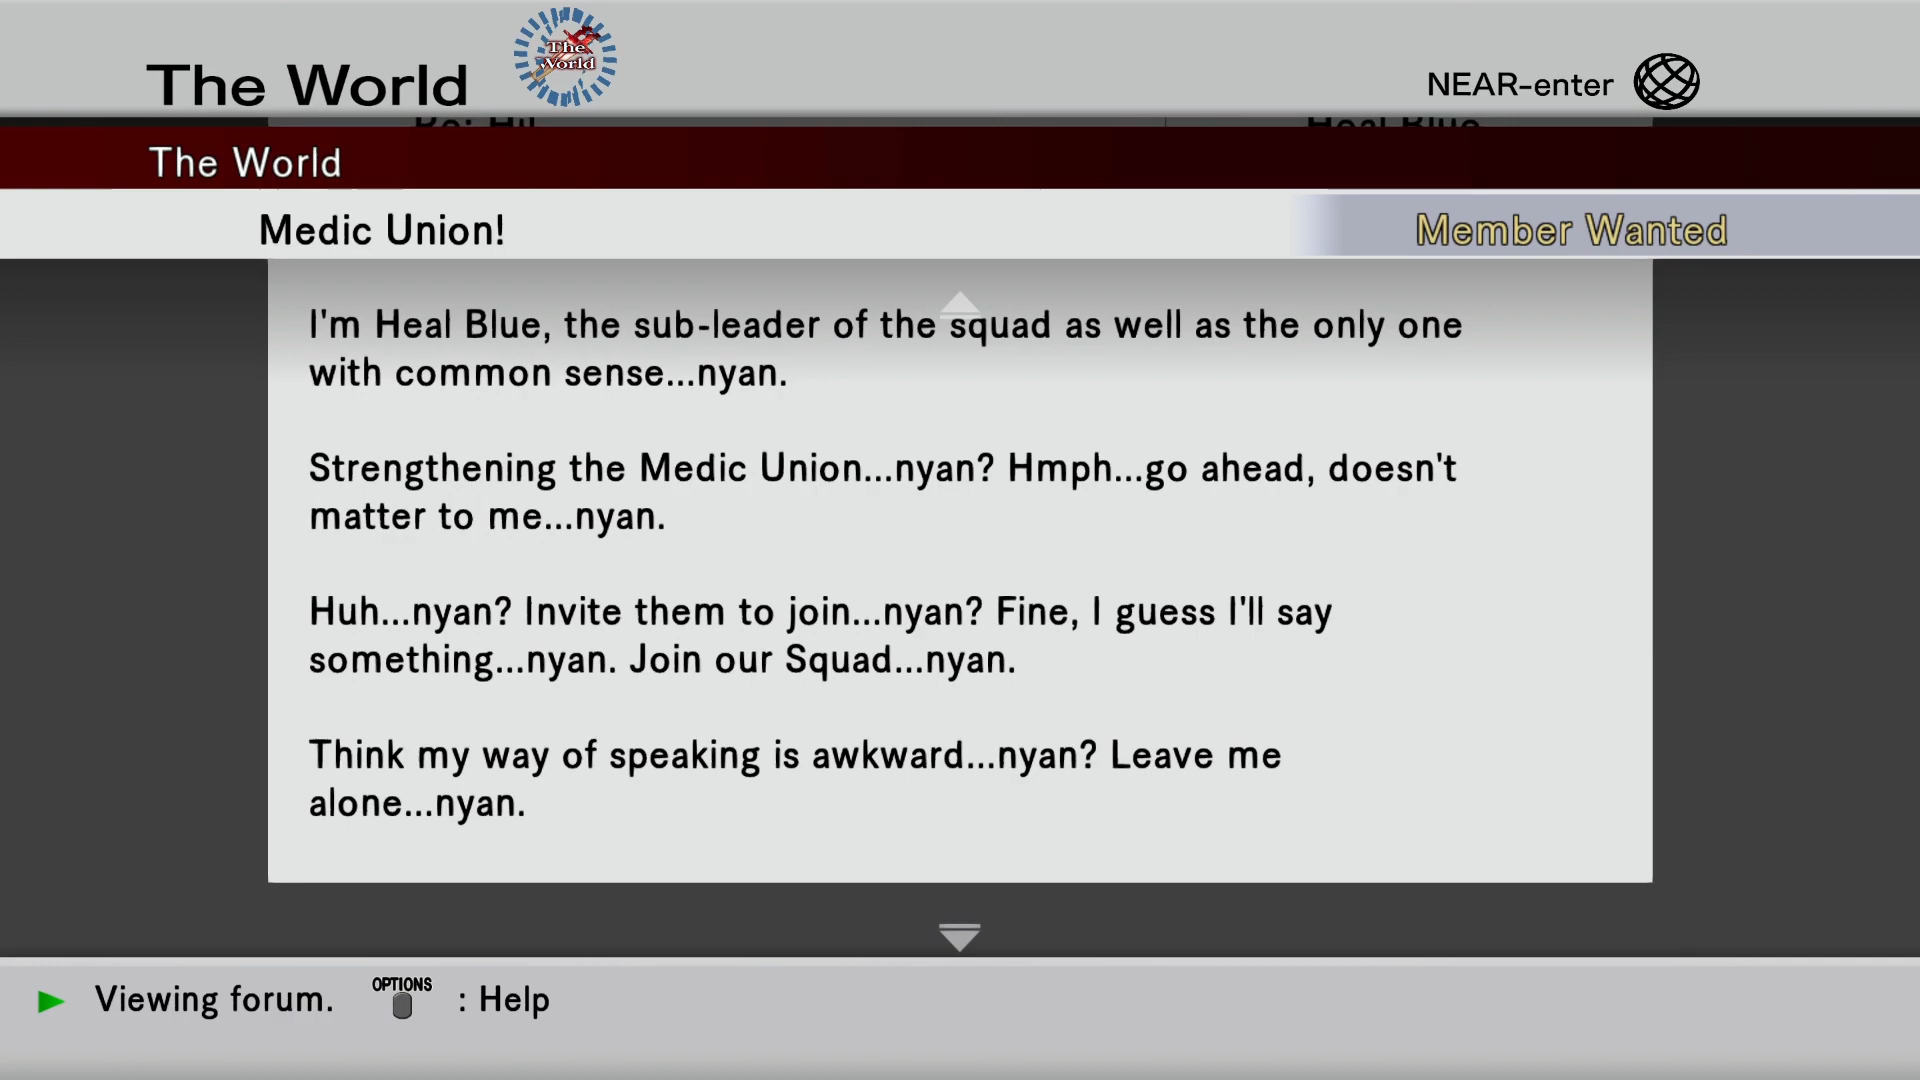 The World
The World
NEAR-enter
Re: Hi!
Heal Blue
The World
Medic Union!
Member Wanted
I'm Heal Blue, the sub-leader of the squad as well as the only one
with common sense...nyan.
Strengthening the Medic Union...nyan? Hmph...go ahead, doesn't
matter to me...nyan.
Huh...nyan? Invite them to join...nyan? Fine, I guess I'll say
something...nyan. Join our Squad...nyan.
Think my way of speaking is awkward...nyan? Leave me
alone...nyan.
Viewing forum. OPTIONS : Help